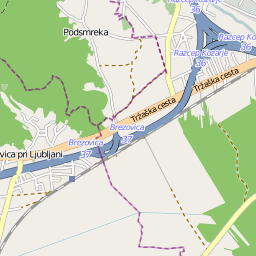 Razcep Kozarje
36
Podsmreka
Razcep Ko
36
Tržaška cesta
Tržaška cesta
Brezovica
37
Brezovica
37
vica pri Ljubljani